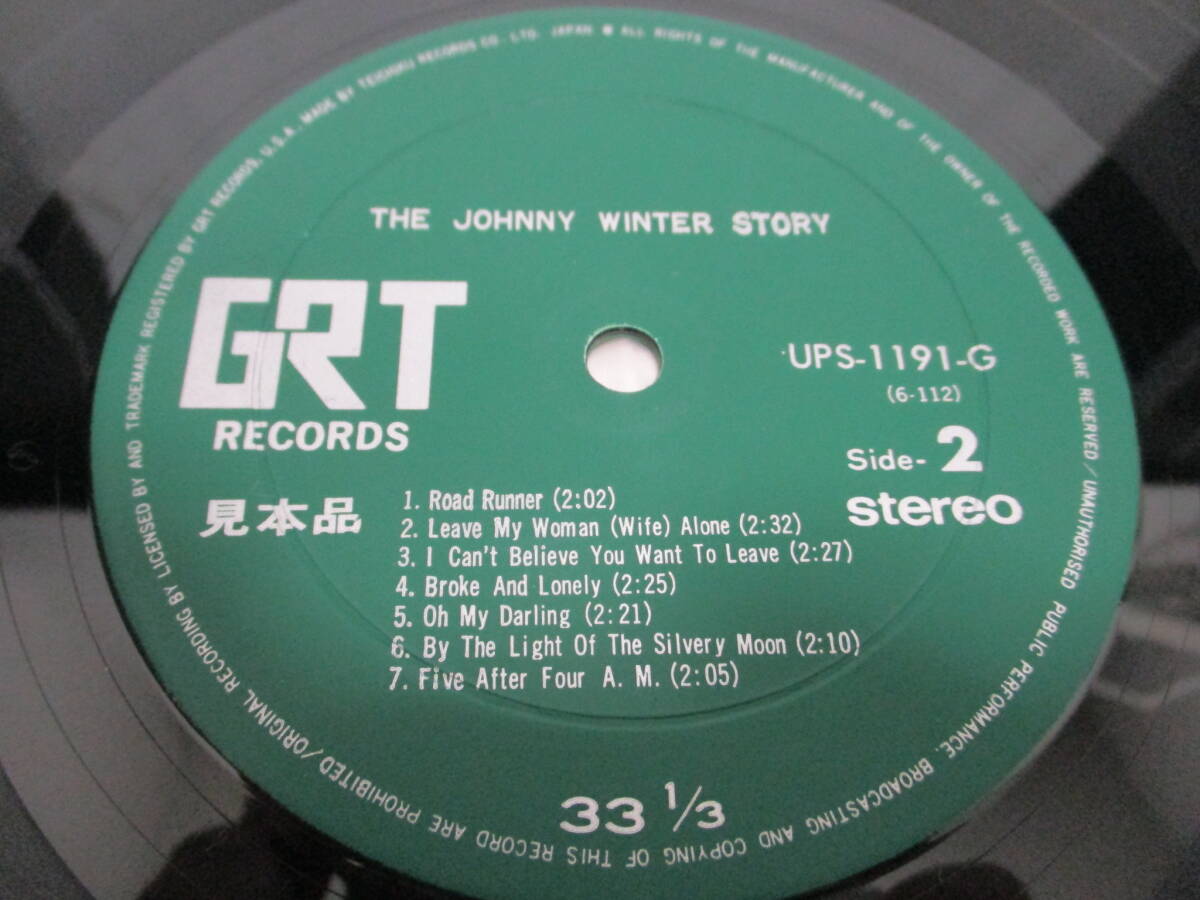 THE JOHNNY WINTER STORY
GRT
RECORDS
UPS-1191-G
(6-112)
Side-2
stereo
見本品
1. Road Runner (2:02)
2. Leave My Woman (Wife) Alone (2:32)
3. I Can't Believe You Want To Leave (2:27)
4. Broke And Lonely (2:25)
5. Oh My Darling (2:21)
6. By The Light Of The Silvery Moon (2:10)
7. Five After Four A. M. (2:05)
33 1/3
ORIGINAL RECORDING BY LICENSED BY AND TRADEMARK REGISTERED BY GRT RECORDS, U.S.A., MADE BY TEICHIKU RECORDS CO. LTD. JAPAN ● ALL RIGHTS OF THE MANUFACTURER AND OF THE OWNER OF THE RECORDED WORK ARE RESERVED/UNAUTHORISED PUBLIC PERFORMANCE, BROADCASTING AND COPYING OF THIS RECORD ARE PROHIBITED/